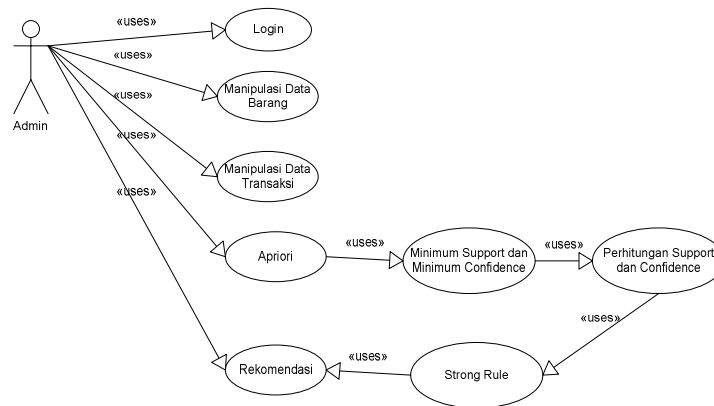 «uses»
Login
«uses»
Manipulasi Data
Barang
«uses»
Admin
«uses»
Manipulasi Data
Transaksi
«uses»
Apriori
«uses»
Minimum Support dan
Minimum Confidence
«uses»
Perhitungan Support
dan Confidence
«uses»
Rekomendasi
«uses»
Strong Rule